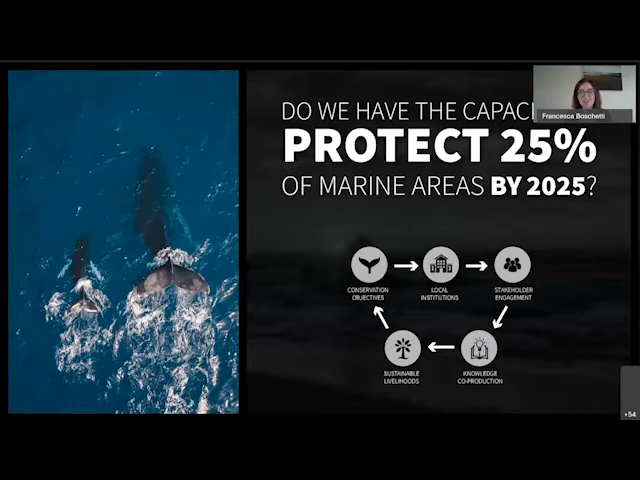 DO WE HAVE THE CAPACI
Francesca Boschetti
PROTECT 25%
OF MARINE AREAS BY 2025?
CONSERVATION
OBJECTIVES
LOCAL
INSTITUTIONS
STAKEHOLDER
ENGAGEMENT
SUSTAINABLE
LIVELIHOODS
KNOWLEDGE
CO-PRODUCTION
+54